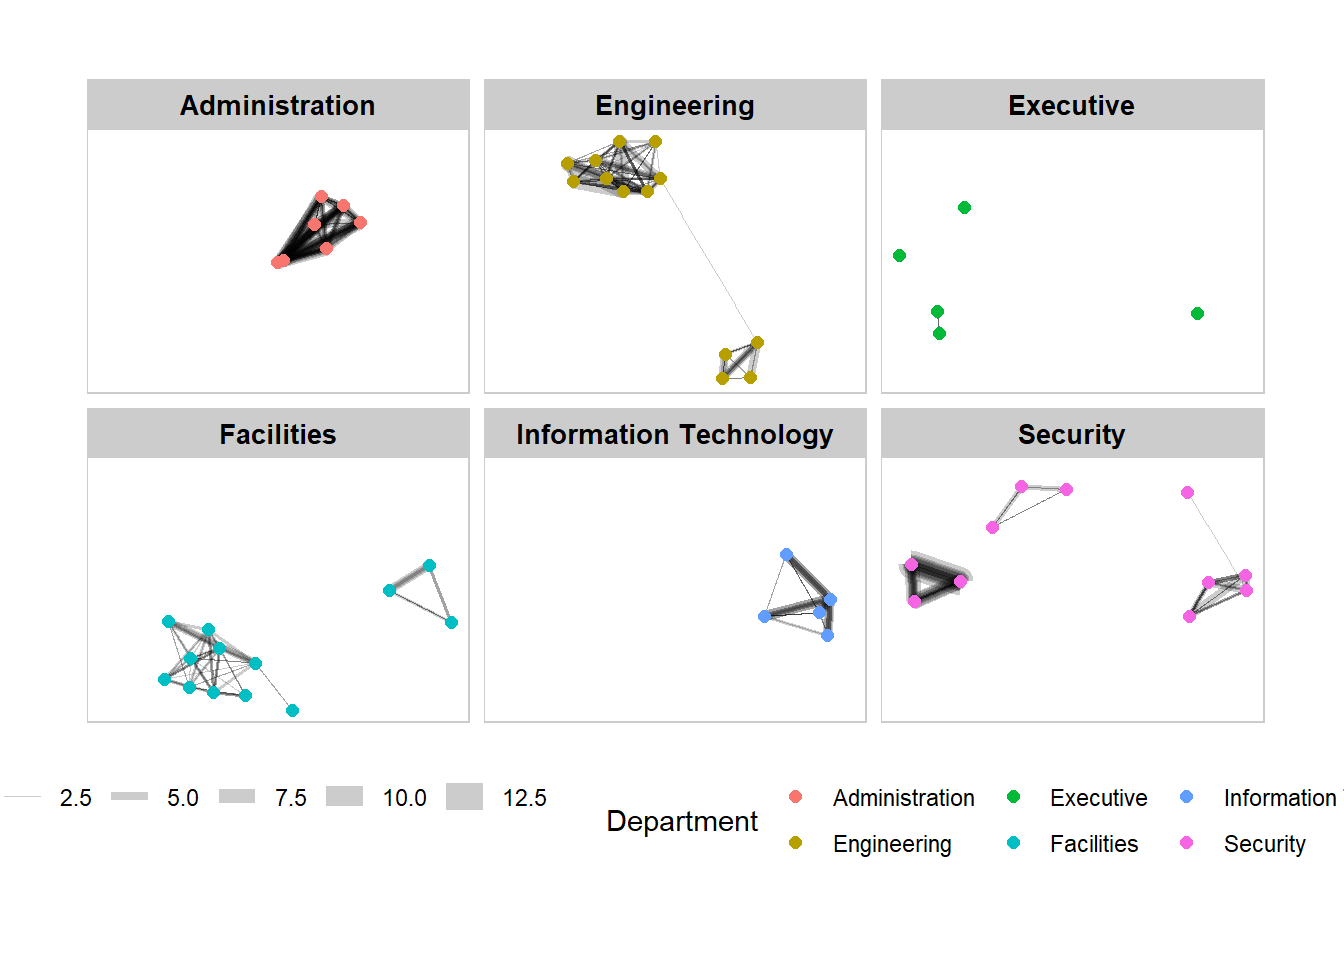 Administration
Engineering
Executive
Facilities
Information Technology
Security
2.5 5.0 7.5 10.0 12.5
Department
Administration Executive Information
Engineering Facilities Security